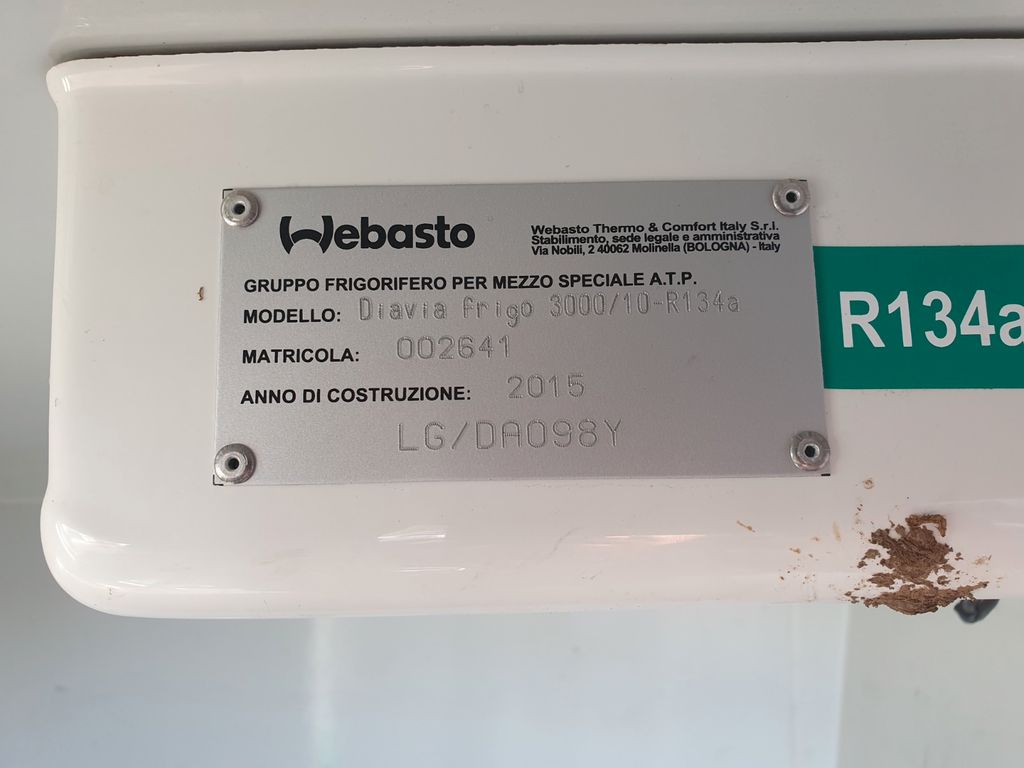 Webasto
Webasto Thermo & Comfort Italy S.r.l.
Stabilimento, sede legale e amministrativa
Via Nobili, 2 40062 Molinella (BOLOGNA) - Italy
GRUPPO FRIGORIFERO PER MEZZO SPECIALE A.T.P.
MODELLO: Diavia frigo 3000/10-R134a
MATRICOLA: 002641
ANNO DI COSTRUZIONE: 2015
LG/DA098Y
R134a